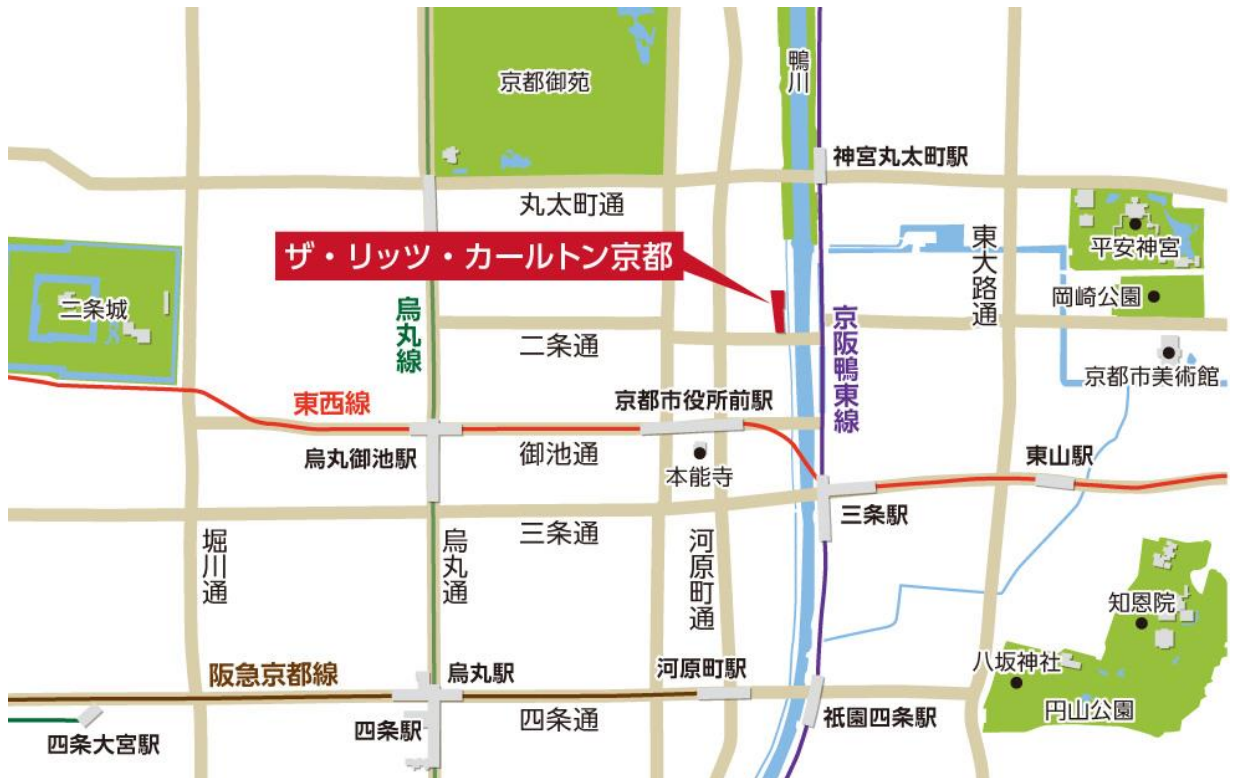 京都御苑
鴨川
神宮丸太町駅
丸太町通
東大路通
平安神宮
岡崎公園
ザ・リッツ・カールトン京都
二条城
烏丸線
二条通
京阪鴨東線
京都市美術館
東西線
京都市役所前駅
烏丸御池駅
御池通
本能寺
東山駅
三条駅
三条通
堀川通
烏丸通
河原町通
知恩院
八坂神社
円山公園
阪急京都線
烏丸駅
河原町駅
四条大宮駅
四条駅
四条通
祇園四条駅